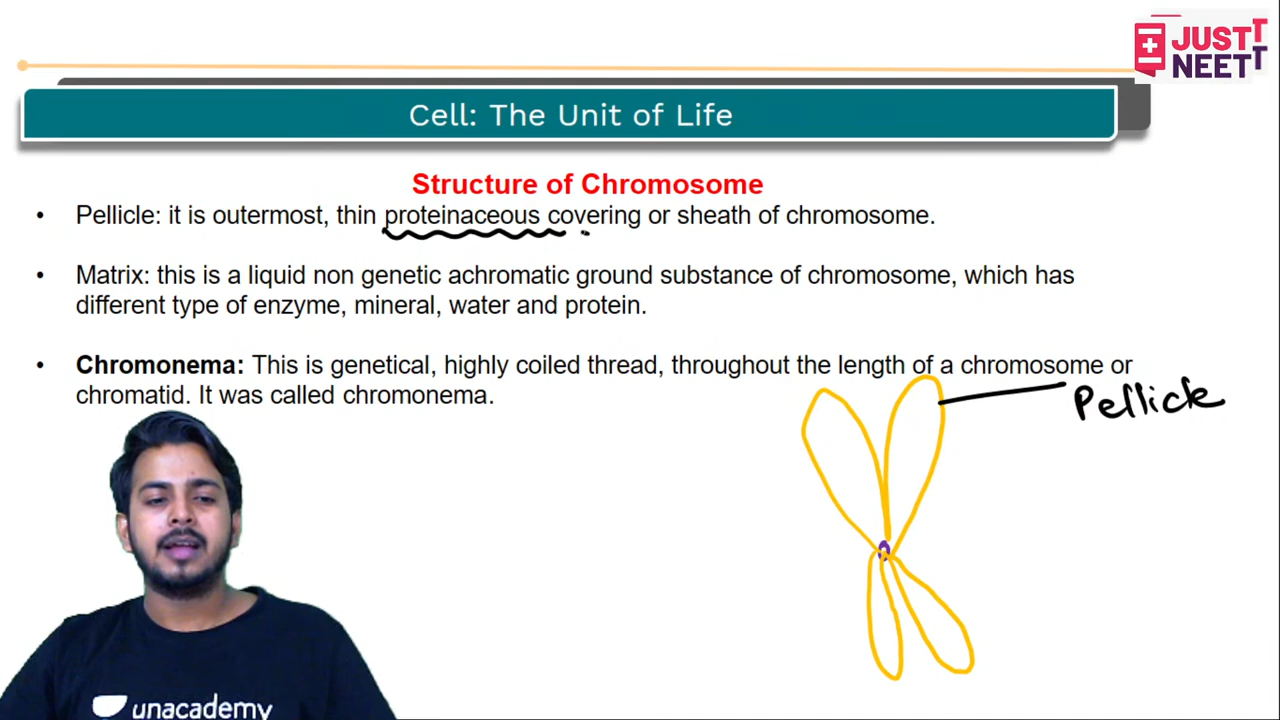 JUST
NEET
T
T
Cell: The Unit of Life
Structure of Chromosome
• Pellicle: it is outermost, thin proteinaceous covering or sheath of chromosome.
• Matrix: this is a liquid non genetic achromatic ground substance of chromosome, which has
different type of enzyme, mineral, water and protein.
• Chromonema: This is genetical, highly coiled thread, throughout the length of a chromosome or
chromatid. It was called chromonema.
Pellicle
unacademy